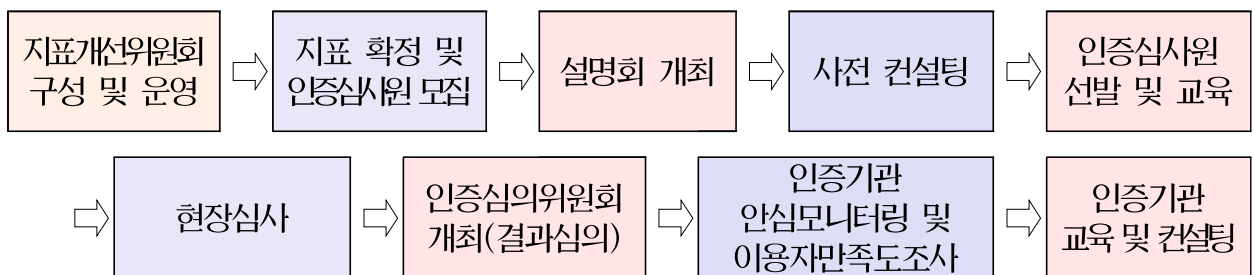 지표개선위원회
구성 및 운영
지표 확정 및
인증심사원 모집
설명회 개최
사전 컨설팅
인증심사원
선발 및 교육
현장심사
인증심의위원회
개최(결과심의)
인증기관
안심모니터링 및
이용자만족도조사
인증기관
교육 및 컨설팅